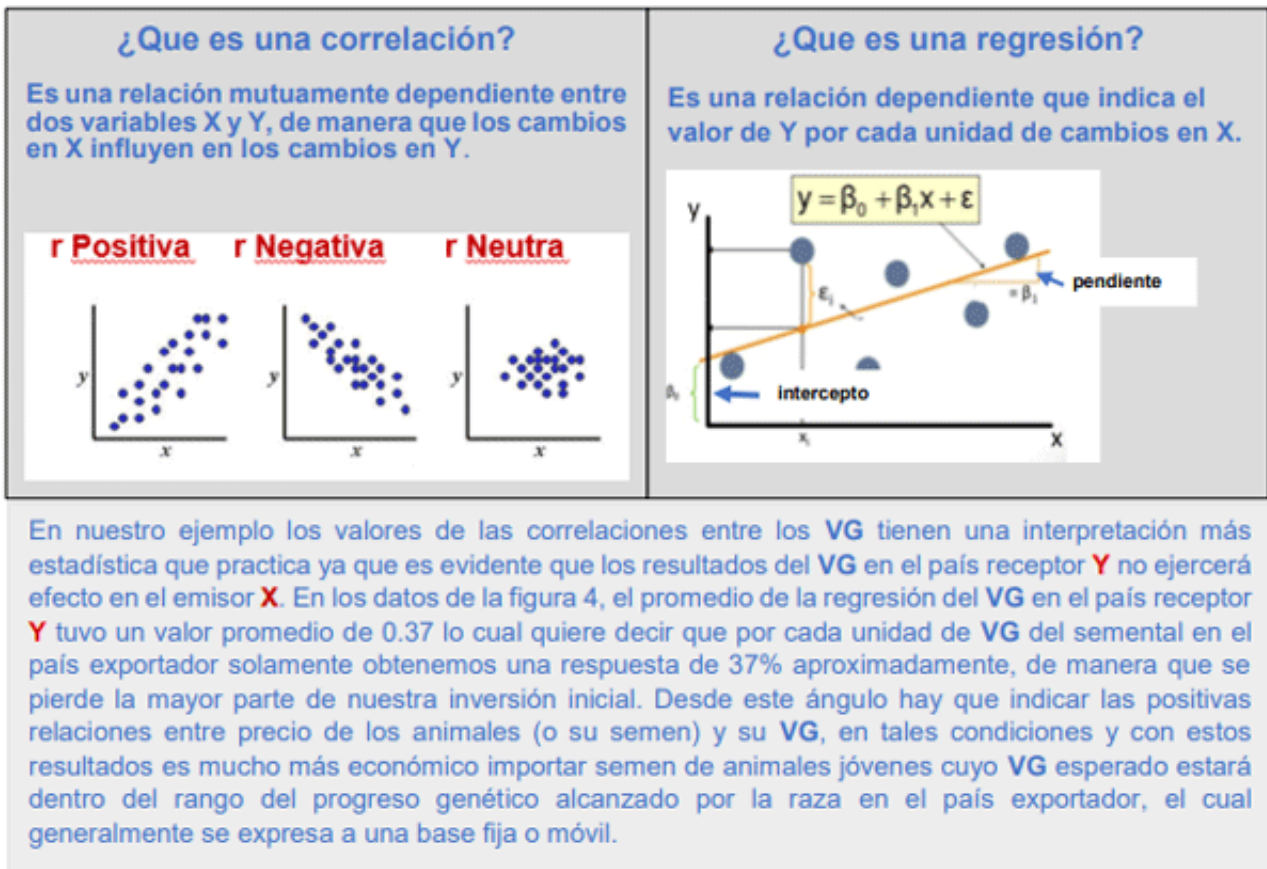 ¿Que es una correlación?
Es una relación mutuamente dependiente entre
dos variables X y Y, de manera que los cambios
en X influyen en los cambios en Y.
r Positiva r Negativa r Neutra
y
x
y
x
y
x
¿Que es una regresión?
Es una relación dependiente que indica el
valor de Y por cada unidad de cambios en X.
y = β₀ + β₁x + ε
y
pendiente
= β₁
εᵢ
β₀
intercepto
xᵢ
x
En nuestro ejemplo los valores de las correlaciones entre los VG tienen una interpretación más
estadística que practica ya que es evidente que los resultados del VG en el país receptor Y no ejercerá
efecto en el emisor X. En los datos de la figura 4, el promedio de la regresión del VG en el país receptor
Y tuvo un valor promedio de 0.37 lo cual quiere decir que por cada unidad de VG del semental en el
país exportador solamente obtenemos una respuesta de 37% aproximadamente, de manera que se
pierde la mayor parte de nuestra inversión inicial. Desde este ángulo hay que indicar las positivas
relaciones entre precio de los animales (o su semen) y su VG, en tales condiciones y con estos
resultados es mucho más económico importar semen de animales jóvenes cuyo VG esperado estará
dentro del rango del progreso genético alcanzado por la raza en el país exportador, el cual
generalmente se expresa a una base fija o móvil.